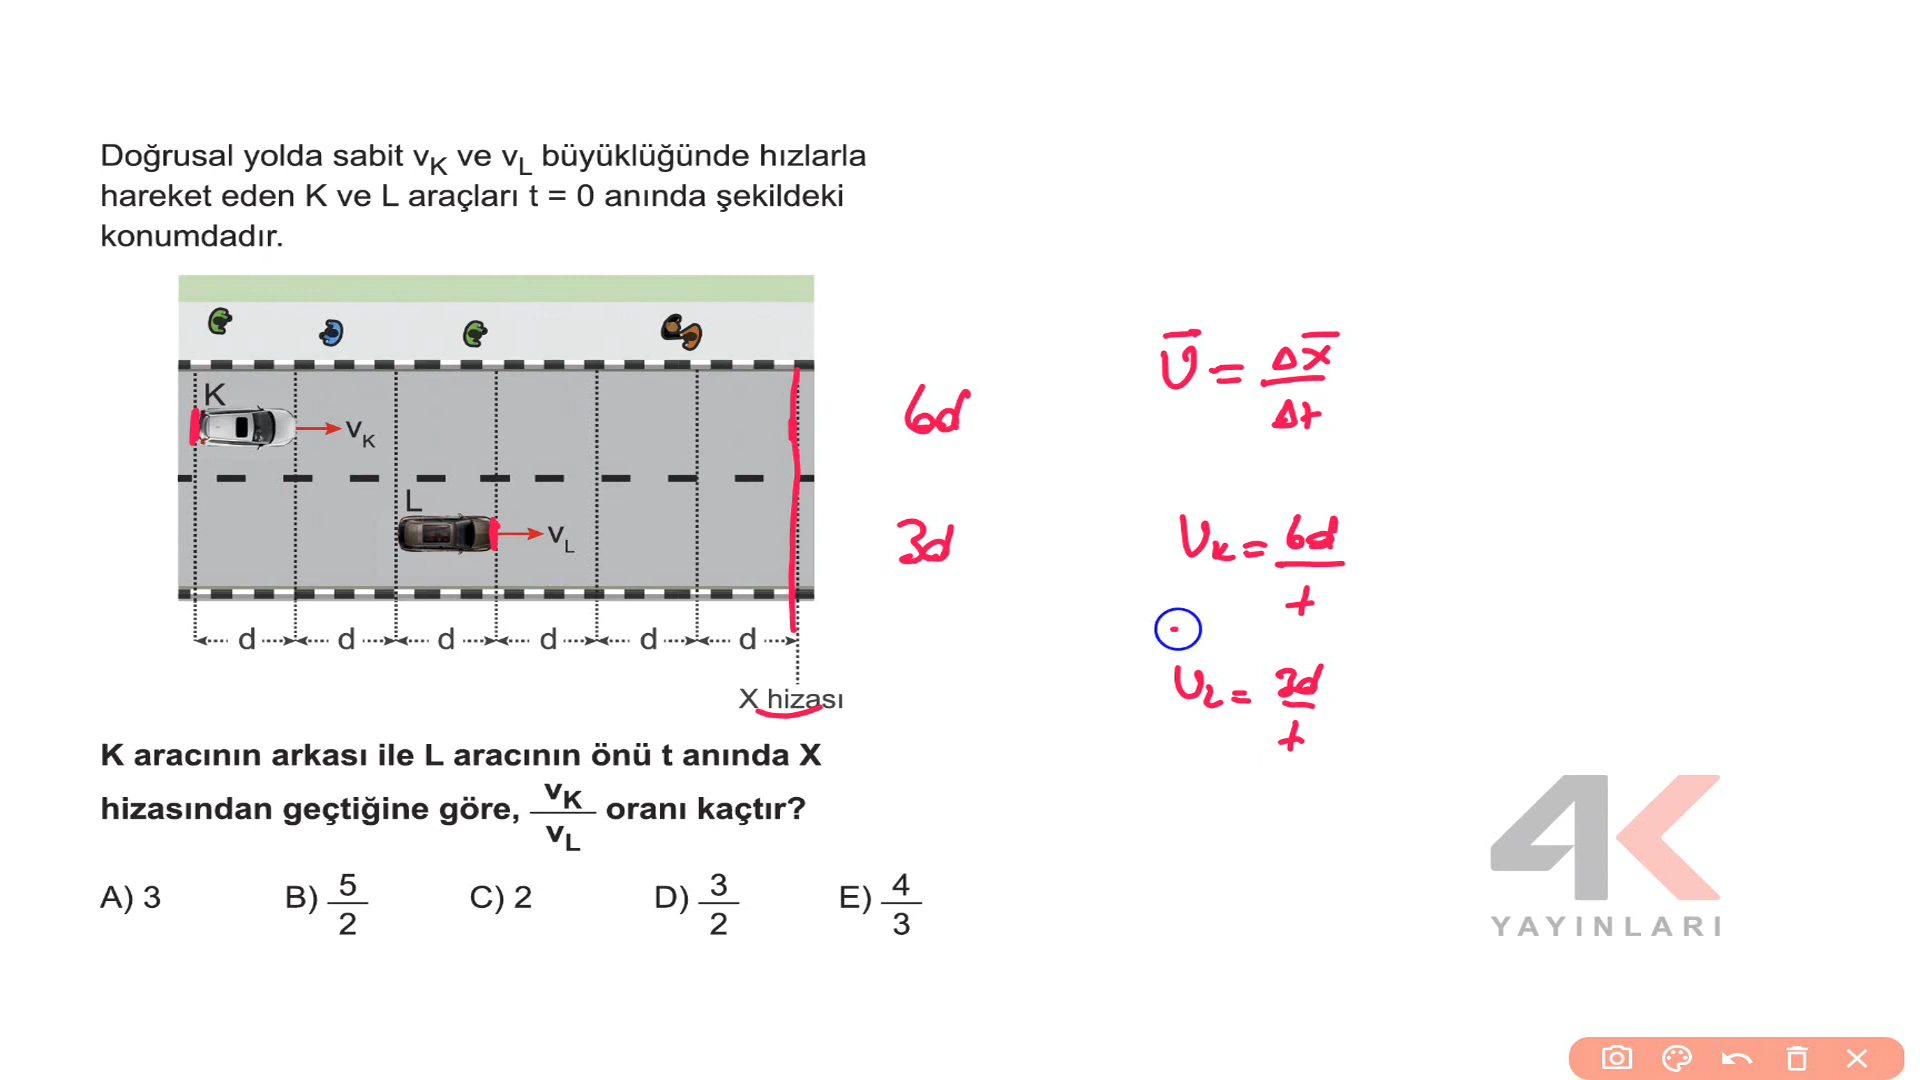 Doğrusal yolda sabit vK ve vL büyüklüğünde hızlarla
hareket eden K ve L araçları t = 0 anında şekildeki
konumdadır.
K
vK
L
vL
d d d d d d
X hizası
K aracının arkası ile L aracının önü t anında X
hizasından geçtiğine göre, vK/vL oranı kaçtır?
A) 3 B) 5/2 C) 2 D) 3/2 E) 4/3
6d
3d
V = Δx/Δt
VK = 6d/t
VL = 3d/t
4K
YAYINLARI